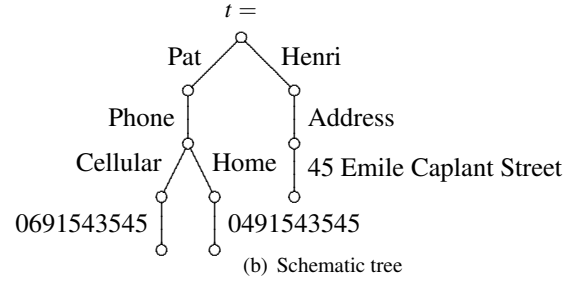 t =
Pat Henri
Phone Address
Cellular Home 45 Emile Caplant Street
0691543545 0491543545
(b) Schematic tree